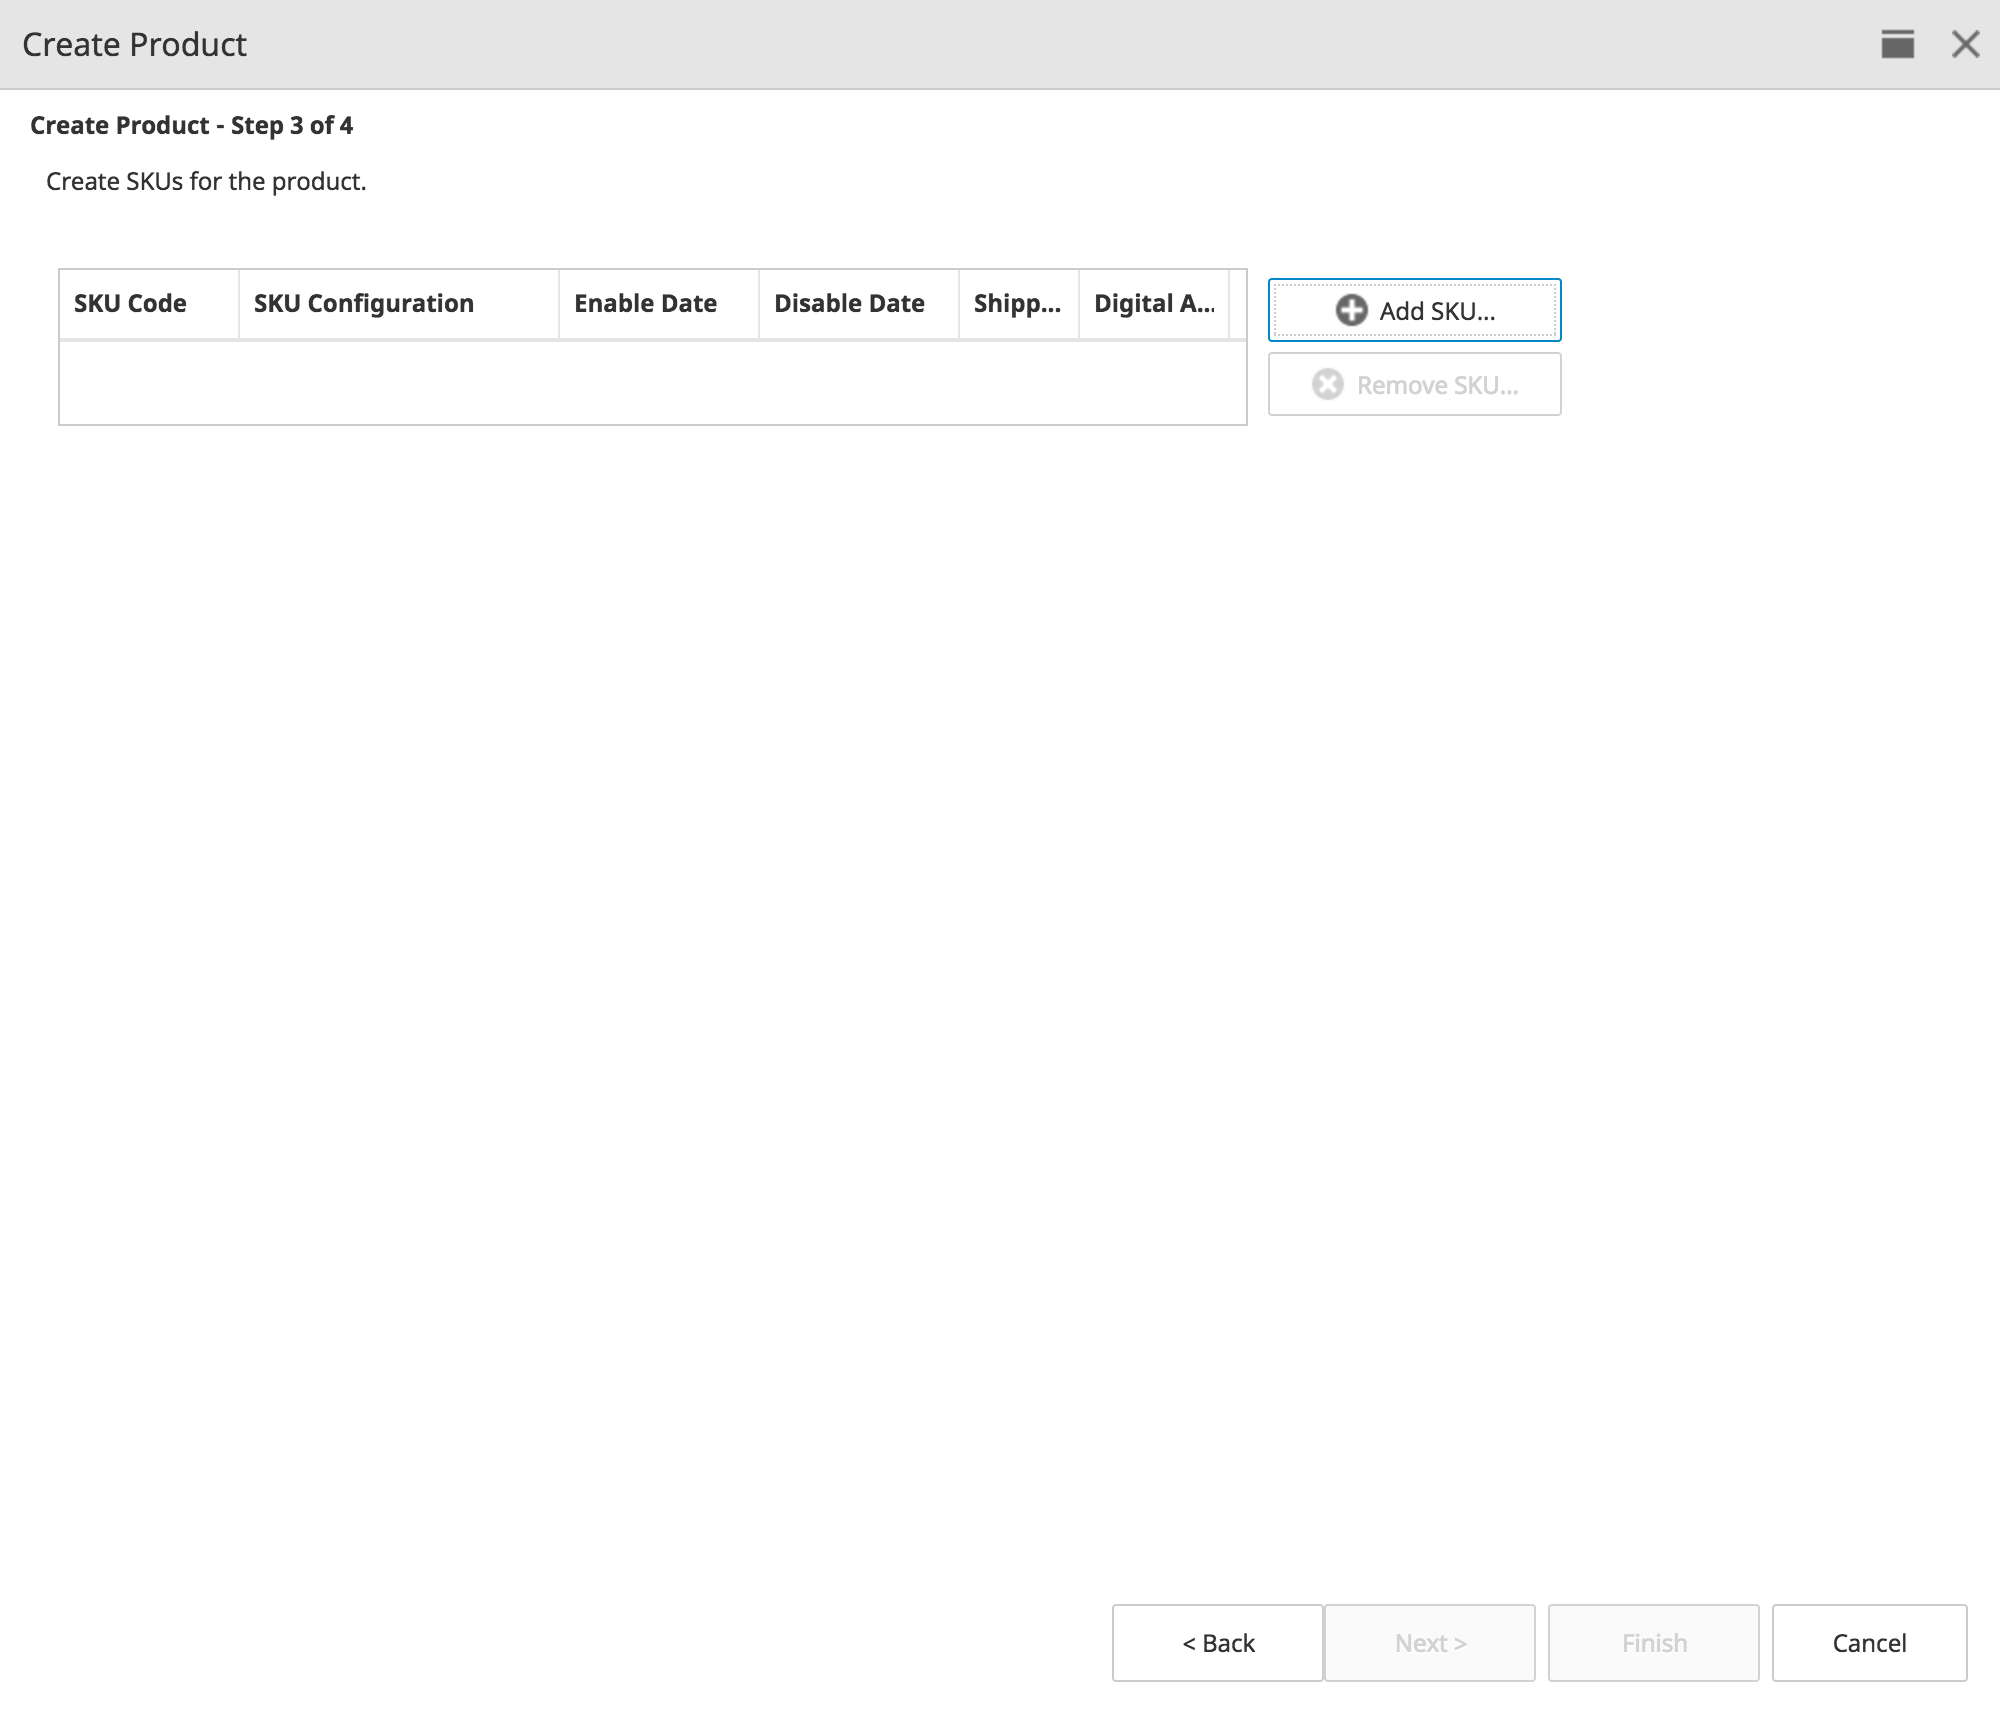 Create Product
Create Product - Step 3 of 4
Create SKUs for the product.
SKU Code SKU Configuration Enable Date Disable Date Shipp... Digital A...
Add SKU...
Remove SKU...
< Back Next > Finish Cancel